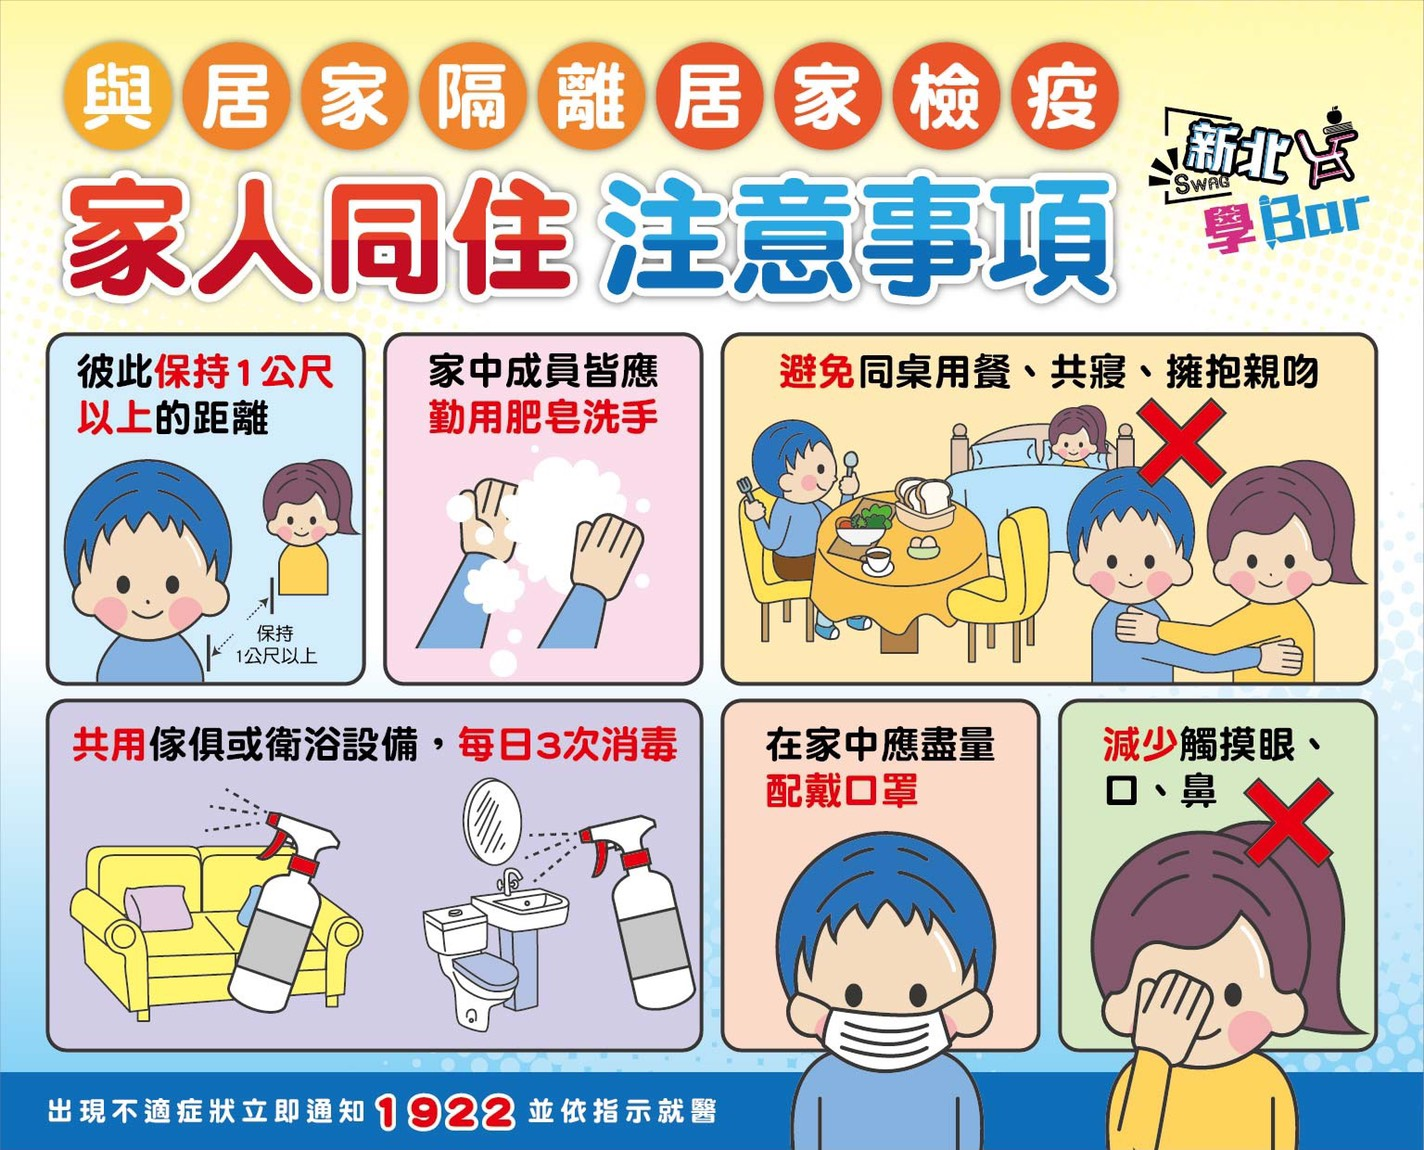 與居家隔離居家檢疫
家人同住 注意事項
新北
SWAG
學Bar
彼此保持1公尺
以上的距離
保持
1公尺以上
家中成員皆應
勤用肥皂洗手
避免同桌用餐、共寢、擁抱親吻
共用傢俱或衛浴設備，每日3次消毒
在家中應盡量
配戴口罩
減少觸摸眼、
口、鼻
出現不適症狀立即通知1922並依指示就醫